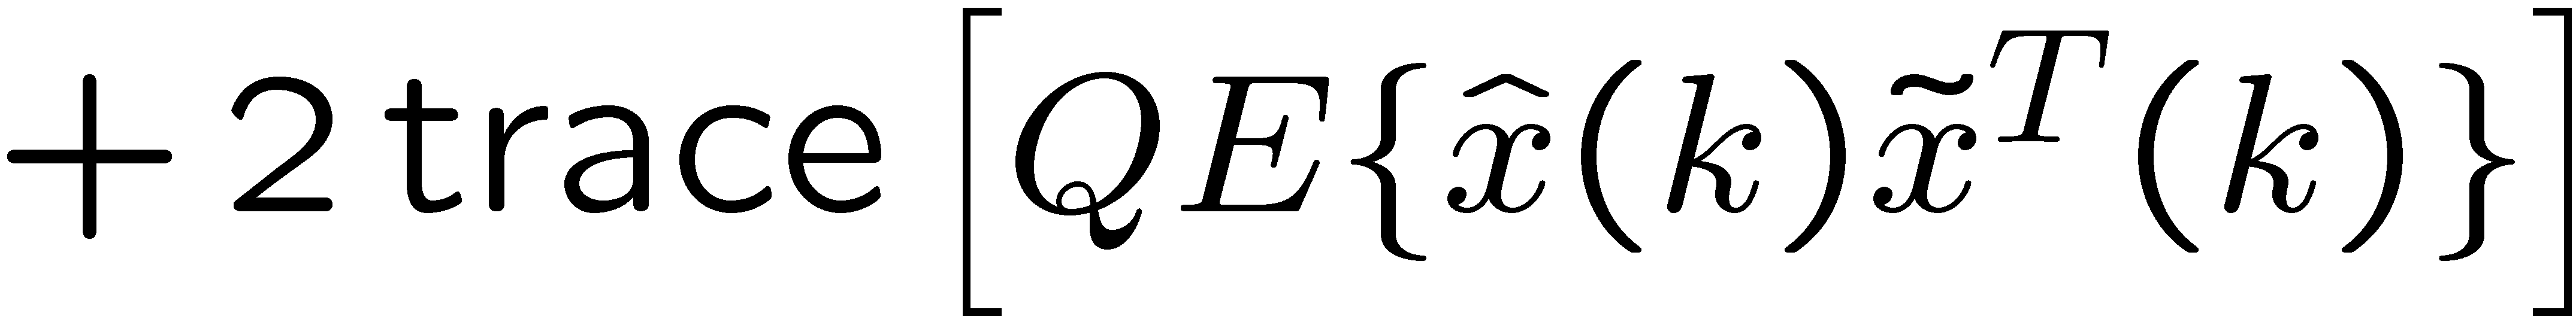 + 2 trace [QE{x̂(k)x̃ᵀ(k)}]